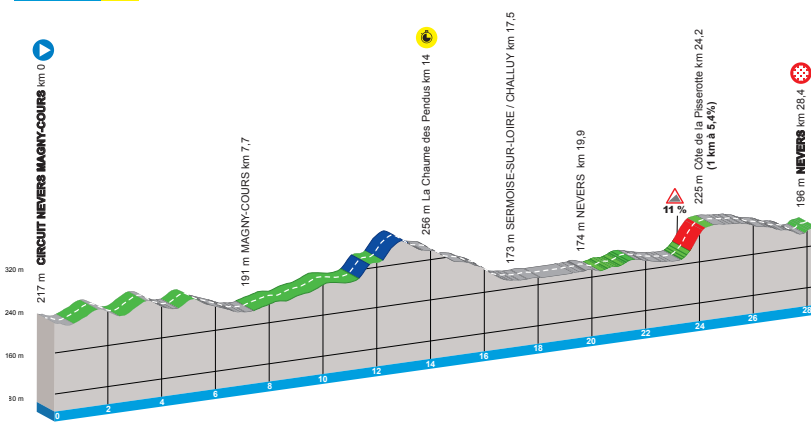 217 m CIRCUIT NEVERS MAGNY-COURS km 0
191 m MAGNY-COURS km 7,7
256 m La Chaume des Pendus km 14
173 m SERMOISE-SUR-LOIRE / CHALLUY km 17,5
174 m NEVERS km 19,9
11 %
225 m Côte de la Pisserotte km 24,2
(1 km à 5,4%)
196 m NEVERS km 28,4
320 m
240 m
160 m
80 m
0 2 4 6 8 10 12 14 16 18 20 22 24 26 28